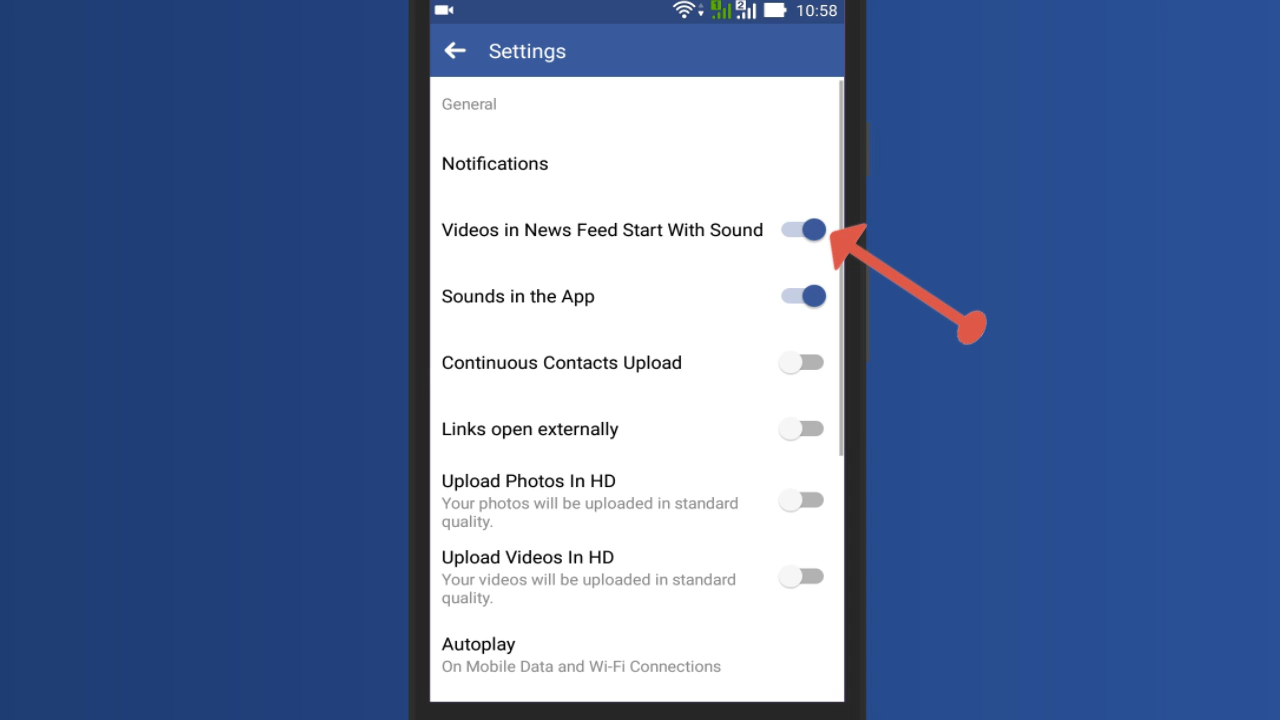 10:58
Settings
General
Notifications
Videos in News Feed Start With Sound
Sounds in the App
Continuous Contacts Upload
Links open externally
Upload Photos In HD
Your photos will be uploaded in standard
quality.
Upload Videos In HD
Your videos will be uploaded in standard
quality.
Autoplay
On Mobile Data and Wi-Fi Connections